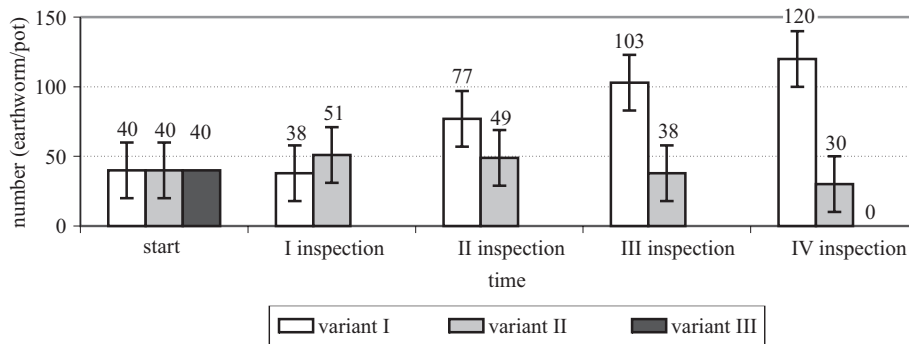 number (earthworm/pot)
150
100
50
0
40 40 40
38 51
77 49
103 38
120 30 0
start I inspection II inspection III inspection IV inspection
time
variant I variant II variant III